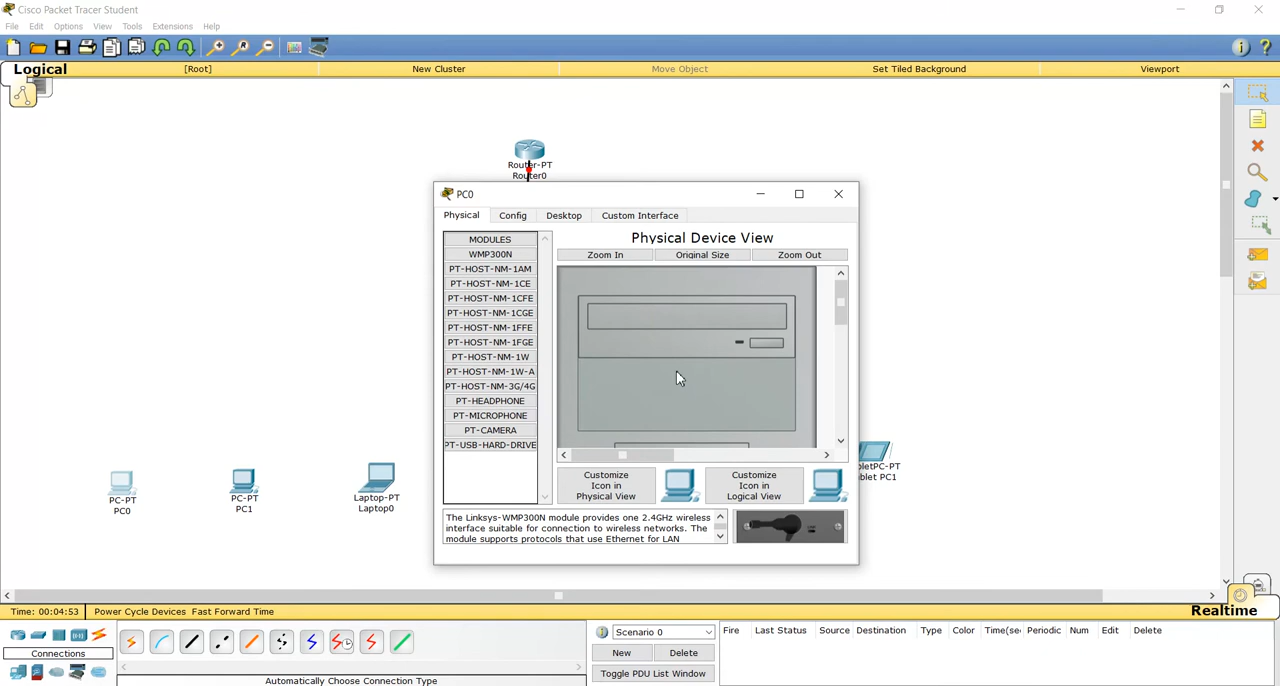 Cisco Packet Tracer Student
File Edit Options View Tools Extensions Help
Logical [Root] New Cluster Move Object Set Tiled Background Viewport
Router-PT
Router0
PC0
Physical Config Desktop Custom Interface
MODULES
WMP300N
PT-HOST-NM-1AM
PT-HOST-NM-1CE
PT-HOST-NM-1CFE
PT-HOST-NM-1CGE
PT-HOST-NM-1FFE
PT-HOST-NM-1FGE
PT-HOST-NM-1W
PT-HOST-NM-1W-A
PT-HOST-NM-3G/4G
PT-HEADPHONE
PT-MICROPHONE
PT-CAMERA
PT-USB-HARD-DRIVE
Physical Device View
Zoom In Original Size Zoom Out
Customize
Icon in
Physical View
Customize
Icon in
Logical View
The Linksys-WMP300N module provides one 2.4GHz wireless
interface suitable for connection to wireless networks. The
module supports protocols that use Ethernet for LAN
PC-PT
PC0
PC-PT
PC1
Laptop-PT
Laptop0
bletPC-PT
blet PC1
Time: 00:04:53 Power Cycle Devices Fast Forward Time
Realtime
Connections
Automatically Choose Connection Type
Scenario 0
New Delete
Toggle PDU List Window
Fire Last Status Source Destination Type Color Time(sec Periodic Num Edit Delete